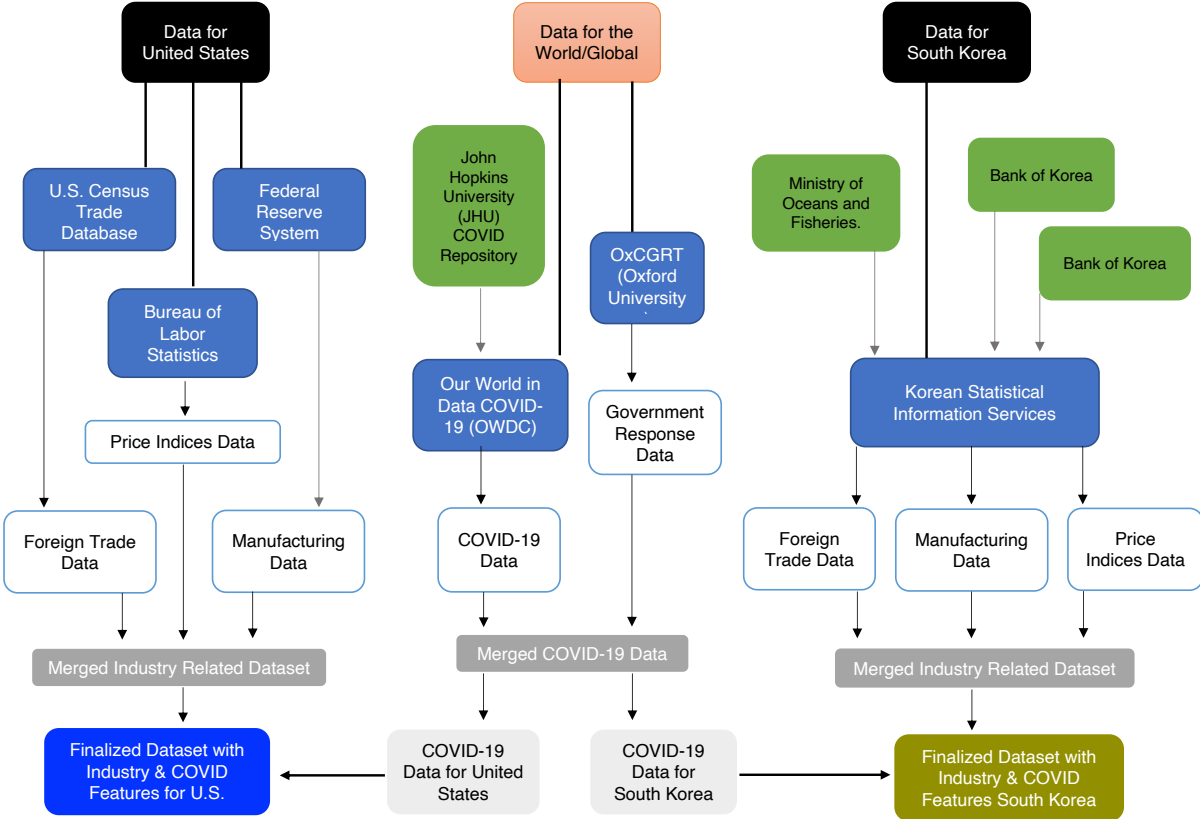 Data for
United States
Data for the
World/Global
Data for
South Korea
U.S. Census
Trade
Database
Federal
Reserve
System
John
Hopkins
University
(JHU)
COVID
Repository
OxCGRT
(Oxford
University
`
Ministry of
Oceans and
Fisheries.
Bank of Korea
Bank of Korea
Bureau of
Labor
Statistics
Our World in
Data COVID-
19 (OWDC)
Korean Statistical
Information Services
Price Indices Data
Government
Response
Data
Foreign Trade
Data
Manufacturing
Data
COVID-19
Data
Foreign
Trade Data
Manufacturing
Data
Price
Indices Data
Merged Industry Related Dataset
Merged COVID-19 Data
Merged Industry Related Dataset
Finalized Dataset with
Industry & COVID
Features for U.S.
COVID-19
Data for United
States
COVID-19
Data for
South Korea
Finalized Dataset with
Industry & COVID
Features South Korea